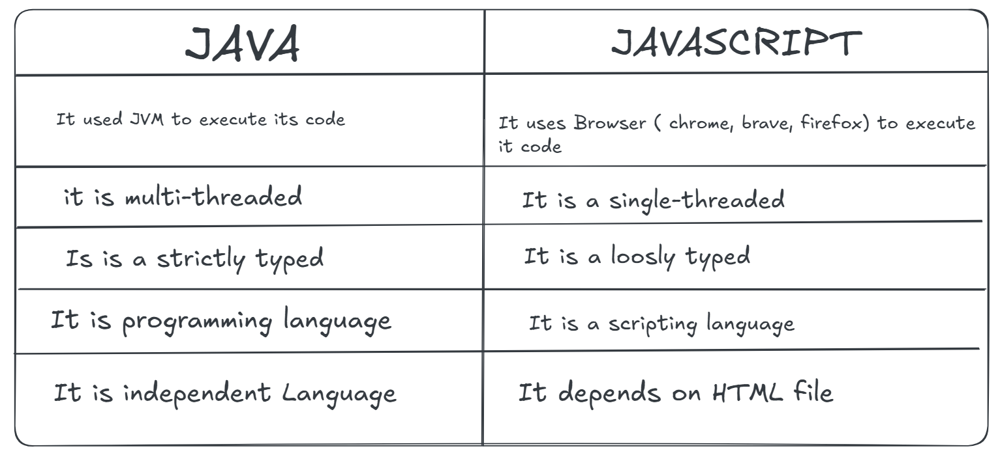 JAVA
JAVASCRIPT
It used JVM to execute its code
It uses Browser ( chrome, brave, firefox) to execute
it code
it is multi-threaded
It is a single-threaded
Is is a strictly typed
It is a loosly typed
It is programming language
It is a scripting language
It is independent Language
It depends on HTML file